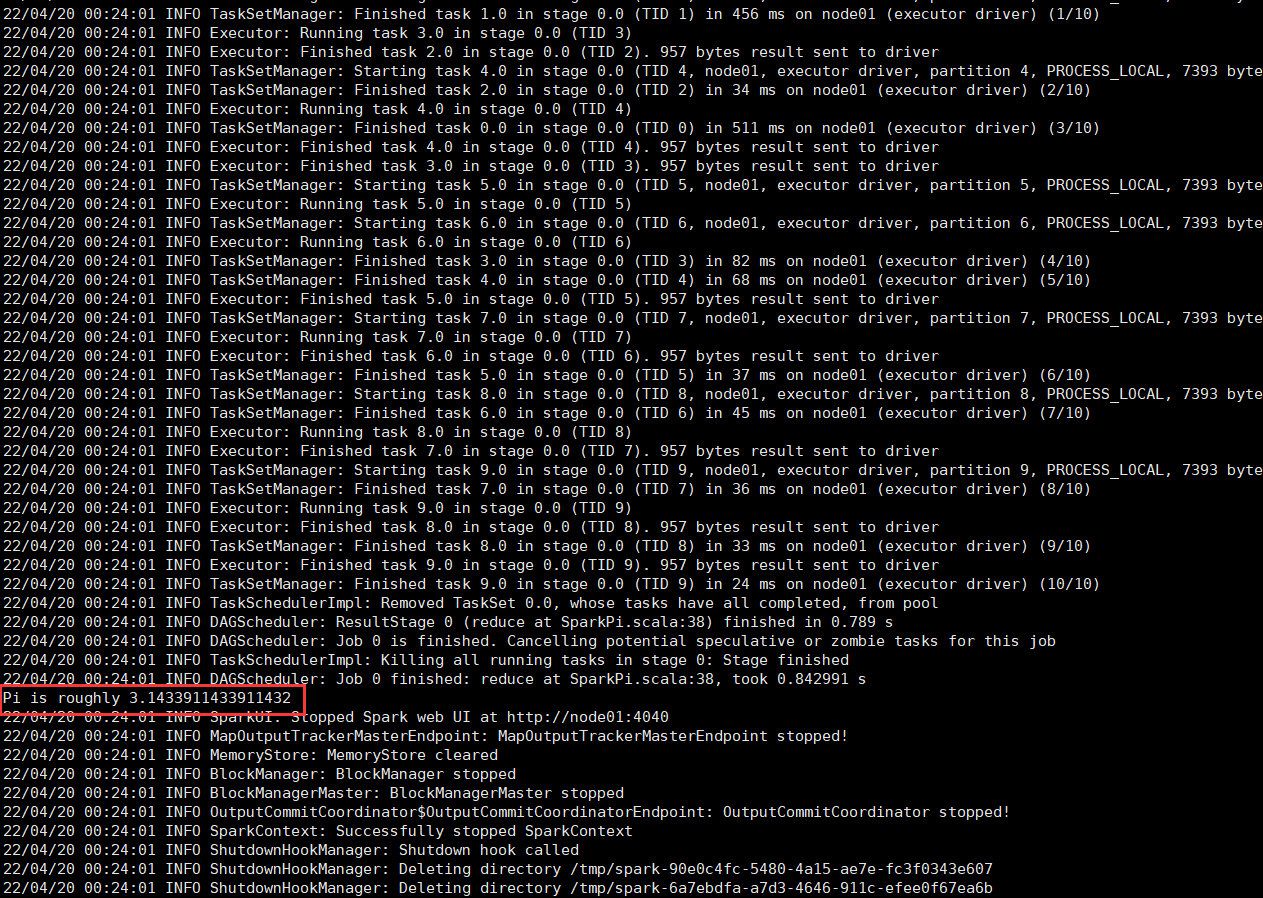 22/04/20 00:24:01 INFO TaskSetManager: Finished task 1.0 in stage 0.0 (TID 1) in 456 ms on node01 (executor driver) (1/10)
22/04/20 00:24:01 INFO Executor: Running task 3.0 in stage 0.0 (TID 3)
22/04/20 00:24:01 INFO Executor: Finished task 2.0 in stage 0.0 (TID 2). 957 bytes result sent to driver
22/04/20 00:24:01 INFO TaskSetManager: Starting task 4.0 in stage 0.0 (TID 4, node01, executor driver, partition 4, PROCESS_LOCAL, 7393 byte
22/04/20 00:24:01 INFO TaskSetManager: Finished task 2.0 in stage 0.0 (TID 2) in 34 ms on node01 (executor driver) (2/10)
22/04/20 00:24:01 INFO Executor: Running task 4.0 in stage 0.0 (TID 4)
22/04/20 00:24:01 INFO TaskSetManager: Finished task 0.0 in stage 0.0 (TID 0) in 511 ms on node01 (executor driver) (3/10)
22/04/20 00:24:01 INFO Executor: Finished task 4.0 in stage 0.0 (TID 4). 957 bytes result sent to driver
22/04/20 00:24:01 INFO Executor: Finished task 3.0 in stage 0.0 (TID 3). 957 bytes result sent to driver
22/04/20 00:24:01 INFO TaskSetManager: Starting task 5.0 in stage 0.0 (TID 5, node01, executor driver, partition 5, PROCESS_LOCAL, 7393 byte
22/04/20 00:24:01 INFO Executor: Running task 5.0 in stage 0.0 (TID 5)
22/04/20 00:24:01 INFO TaskSetManager: Starting task 6.0 in stage 0.0 (TID 6, node01, executor driver, partition 6, PROCESS_LOCAL, 7393 byte
22/04/20 00:24:01 INFO Executor: Running task 6.0 in stage 0.0 (TID 6)
22/04/20 00:24:01 INFO TaskSetManager: Finished task 3.0 in stage 0.0 (TID 3) in 82 ms on node01 (executor driver) (4/10)
22/04/20 00:24:01 INFO TaskSetManager: Finished task 4.0 in stage 0.0 (TID 4) in 68 ms on node01 (executor driver) (5/10)
22/04/20 00:24:01 INFO Executor: Finished task 5.0 in stage 0.0 (TID 5). 957 bytes result sent to driver
22/04/20 00:24:01 INFO TaskSetManager: Starting task 7.0 in stage 0.0 (TID 7, node01, executor driver, partition 7, PROCESS_LOCAL, 7393 byte
22/04/20 00:24:01 INFO Executor: Running task 7.0 in stage 0.0 (TID 7)
22/04/20 00:24:01 INFO Executor: Finished task 6.0 in stage 0.0 (TID 6). 957 bytes result sent to driver
22/04/20 00:24:01 INFO TaskSetManager: Finished task 5.0 in stage 0.0 (TID 5) in 37 ms on node01 (executor driver) (6/10)
22/04/20 00:24:01 INFO TaskSetManager: Starting task 8.0 in stage 0.0 (TID 8, node01, executor driver, partition 8, PROCESS_LOCAL, 7393 byte
22/04/20 00:24:01 INFO TaskSetManager: Finished task 6.0 in stage 0.0 (TID 6) in 45 ms on node01 (executor driver) (7/10)
22/04/20 00:24:01 INFO Executor: Running task 8.0 in stage 0.0 (TID 8)
22/04/20 00:24:01 INFO Executor: Finished task 7.0 in stage 0.0 (TID 7). 957 bytes result sent to driver
22/04/20 00:24:01 INFO TaskSetManager: Starting task 9.0 in stage 0.0 (TID 9, node01, executor driver, partition 9, PROCESS_LOCAL, 7393 byte
22/04/20 00:24:01 INFO TaskSetManager: Finished task 7.0 in stage 0.0 (TID 7) in 36 ms on node01 (executor driver) (8/10)
22/04/20 00:24:01 INFO Executor: Running task 9.0 in stage 0.0 (TID 9)
22/04/20 00:24:01 INFO Executor: Finished task 8.0 in stage 0.0 (TID 8). 957 bytes result sent to driver
22/04/20 00:24:01 INFO TaskSetManager: Finished task 8.0 in stage 0.0 (TID 8) in 33 ms on node01 (executor driver) (9/10)
22/04/20 00:24:01 INFO Executor: Finished task 9.0 in stage 0.0 (TID 9). 957 bytes result sent to driver
22/04/20 00:24:01 INFO TaskSetManager: Finished task 9.0 in stage 0.0 (TID 9) in 24 ms on node01 (executor driver) (10/10)
22/04/20 00:24:01 INFO TaskSchedulerImpl: Removed TaskSet 0.0, whose tasks have all completed, from pool
22/04/20 00:24:01 INFO DAGScheduler: ResultStage 0 (reduce at SparkPi.scala:38) finished in 0.789 s
22/04/20 00:24:01 INFO DAGScheduler: Job 0 is finished. Cancelling potential speculative or zombie tasks for this job
22/04/20 00:24:01 INFO TaskSchedulerImpl: Killing all running tasks in stage 0: Stage finished
22/04/20 00:24:01 INFO DAGScheduler: Job 0 finished: reduce at SparkPi.scala:38, took 0.842991 s
Pi is roughly 3.1433911433911432
22/04/20 00:24:01 INFO SparkUI: Stopped Spark web UI at http://node01:4040
22/04/20 00:24:01 INFO MapOutputTrackerMasterEndpoint: MapOutputTrackerMasterEndpoint stopped!
22/04/20 00:24:01 INFO MemoryStore: MemoryStore cleared
22/04/20 00:24:01 INFO BlockManager: BlockManager stopped
22/04/20 00:24:01 INFO BlockManagerMaster: BlockManagerMaster stopped
22/04/20 00:24:01 INFO OutputCommitCoordinator$OutputCommitCoordinatorEndpoint: OutputCommitCoordinator stopped!
22/04/20 00:24:01 INFO SparkContext: Successfully stopped SparkContext
22/04/20 00:24:01 INFO ShutdownHookManager: Shutdown hook called
22/04/20 00:24:01 INFO ShutdownHookManager: Deleting directory /tmp/spark-90e0c4fc-5480-4a15-ae7e-fc3f0343e607
22/04/20 00:24:01 INFO ShutdownHookManager: Deleting directory /tmp/spark-6a7ebdfa-a7d3-4646-911c-efee0f67ea6b